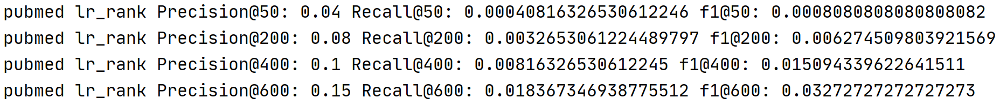 pubmed lr_rank Precision@50: 0.04 Recall@50: 0.00040816326530612246 f1@50: 0.0008080808080808082
pubmed lr_rank Precision@200: 0.08 Recall@200: 0.0032653061224489797 f1@200: 0.006274509803921569
pubmed lr_rank Precision@400: 0.1 Recall@400: 0.00816326530612245 f1@400: 0.015094339622641511
pubmed lr_rank Precision@600: 0.15 Recall@600: 0.018367346938775512 f1@600: 0.03272727272727273